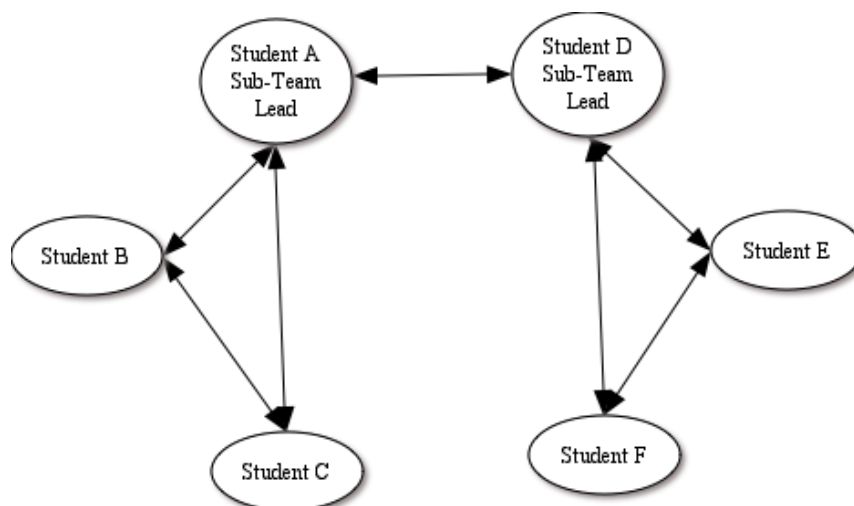 Student A
Sub-Team
Lead
Student D
Sub-Team
Lead
Student B
Student E
Student C
Student F